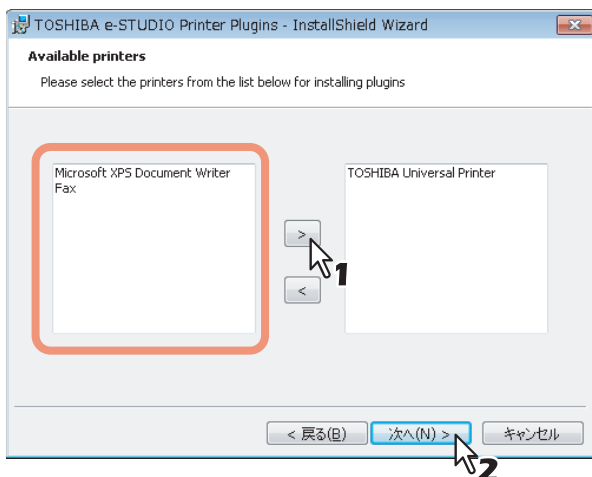 TOSHIBA e-STUDIO Printer Plugins - InstallShield Wizard
Available printers
Please select the printers from the list below for installing plugins
Microsoft XPS Document Writer
Fax
TOSHIBA Universal Printer
>
1
<
< 戻る(B)
次へ(N) >
キャンセル
2